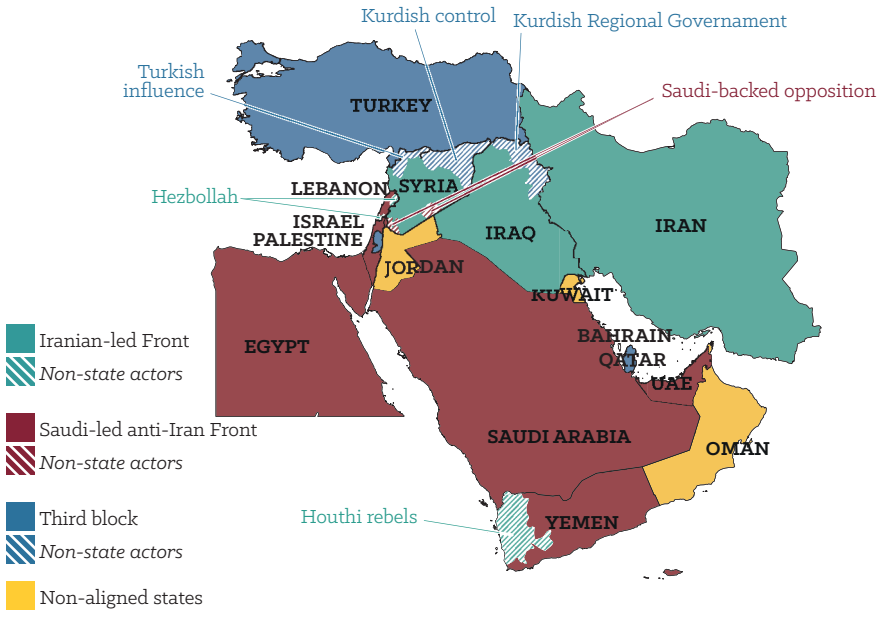 Kurdish control
Kurdish Regional Governament
Turkish
influence
Saudi-backed opposition
TURKEY
Hezbollah
LEBANON
SYRIA
ISRAEL
PALESTINE
IRAQ
IRAN
JORDAN
KUWAIT
BAHRAIN
QATAR
UAE
EGYPT
SAUDI ARABIA
OMAN
Houthi rebels
YEMEN
Iranian-led Front
Non-state actors
Saudi-led anti-Iran Front
Non-state actors
Third block
Non-state actors
Non-aligned states